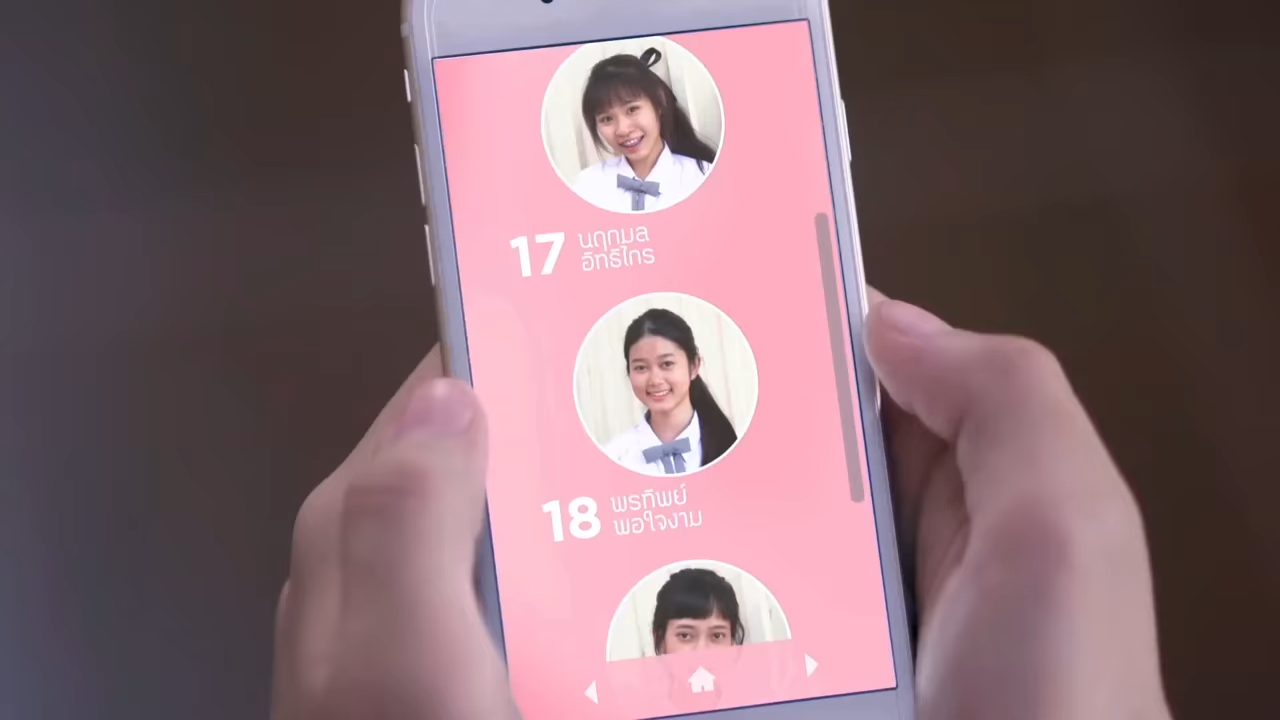 17
นฤกมล
อิทธิไกร
18
พรทิพย์
พอใจงาม